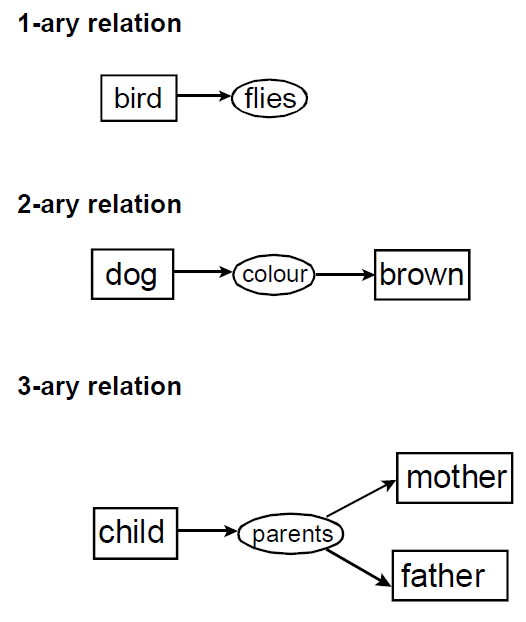 1-ary relation
bird flies
2-ary relation
dog colour brown
3-ary relation
mother
child parents
father